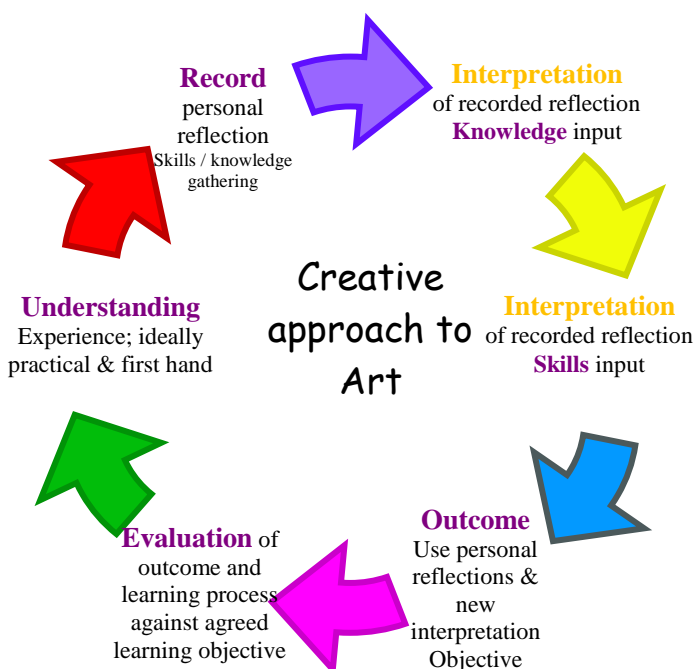 Record
personal
reflection
Skills / knowledge
gathering
Interpretation
of recorded reflection
Knowledge input
Interpretation
of recorded reflection
Skills input
Outcome
Use personal
reflections &
new
interpretation
Objective
Evaluation of
outcome and
learning process
against agreed
learning objective
Understanding
Experience; ideally
practical & first hand
Creative
approach to
Art